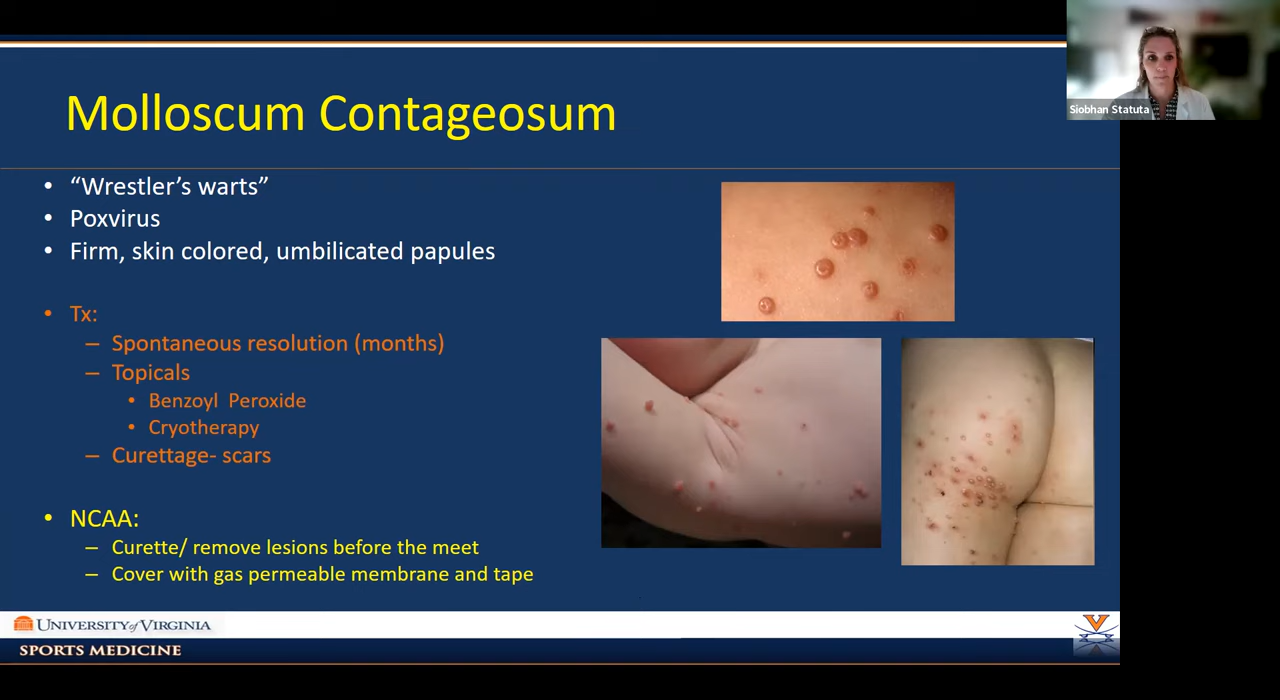 Siobhan Statuta
Molloscum Contageosum
• “Wrestler’s warts”
• Poxvirus
• Firm, skin colored, umbilicated papules
• Tx:
– Spontaneous resolution (months)
– Topicals
• Benzoyl Peroxide
• Cryotherapy
– Curettage- scars
• NCAA:
– Curette/ remove lesions before the meet
– Cover with gas permeable membrane and tape
UNIVERSITY of VIRGINIA
SPORTS MEDICINE